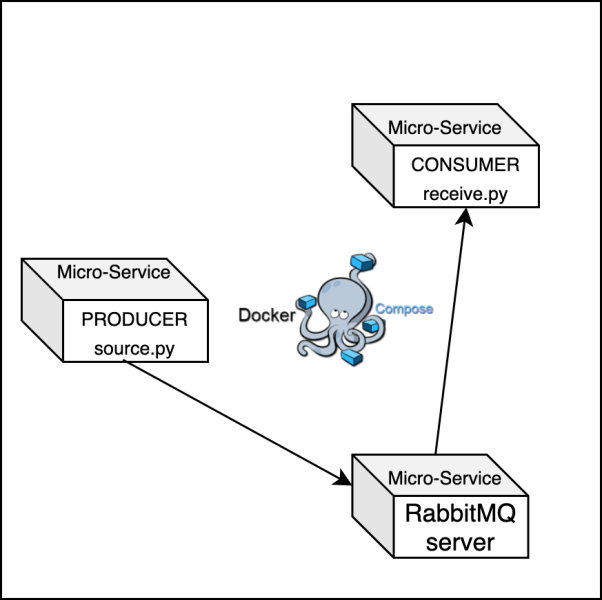 Micro-Service
CONSUMER
receive.py
Micro-Service
PRODUCER
source.py
Docker
Compose
Micro-Service
RabbitMQ
server